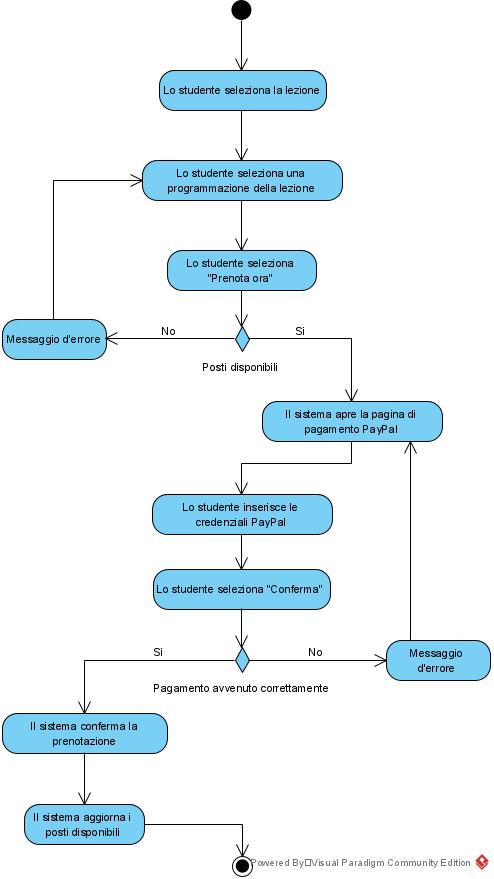 Lo studente seleziona la lezione
Lo studente seleziona una
programmazione della lezione
Lo studente seleziona
"Prenota ora"
No
Si
Messaggio d'errore
Posti disponibili
Il sistema apre la pagina di
pagamento PayPal
Lo studente inserisce le
credenziali PayPal
Lo studente seleziona "Conferma"
Si
No
Messaggio
d'errore
Pagamento avvenuto correttamente
Il sistema conferma la
prenotazione
Il sistema aggiorna i
posti disponibili
Powered By Visual Paradigm Community Edition